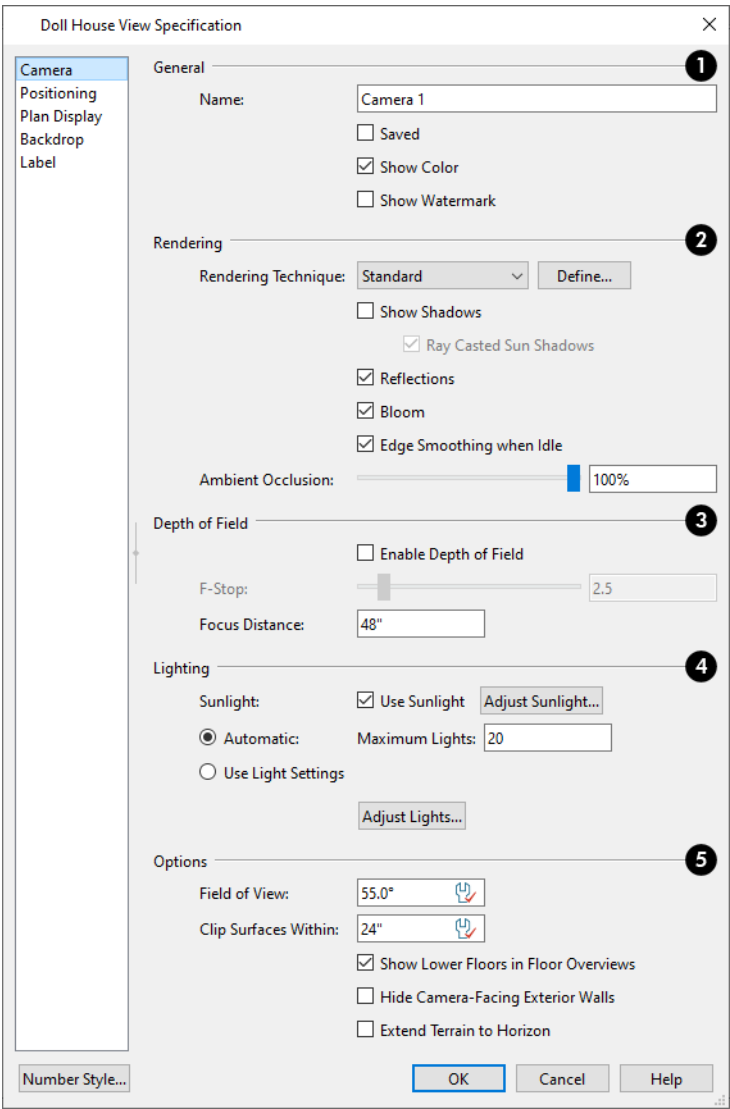 Doll House View Specification
Camera
Positioning
Plan Display
Backdrop
Label
General 1
Name: Camera 1
Saved
Show Color
Show Watermark
Rendering 2
Rendering Technique: Standard Define...
Show Shadows
Ray Casted Sun Shadows
Reflections
Bloom
Edge Smoothing when Idle
Ambient Occlusion: 100%
Depth of Field 3
Enable Depth of Field
F-Stop: 2.5
Focus Distance: 48"
Lighting 4
Sunlight: Use Sunlight Adjust Sunlight...
Automatic: Maximum Lights: 20
Use Light Settings
Adjust Lights...
Options 5
Field of View: 55.0°
Clip Surfaces Within: 24"
Show Lower Floors in Floor Overviews
Hide Camera-Facing Exterior Walls
Extend Terrain to Horizon
Number Style... OK Cancel Help